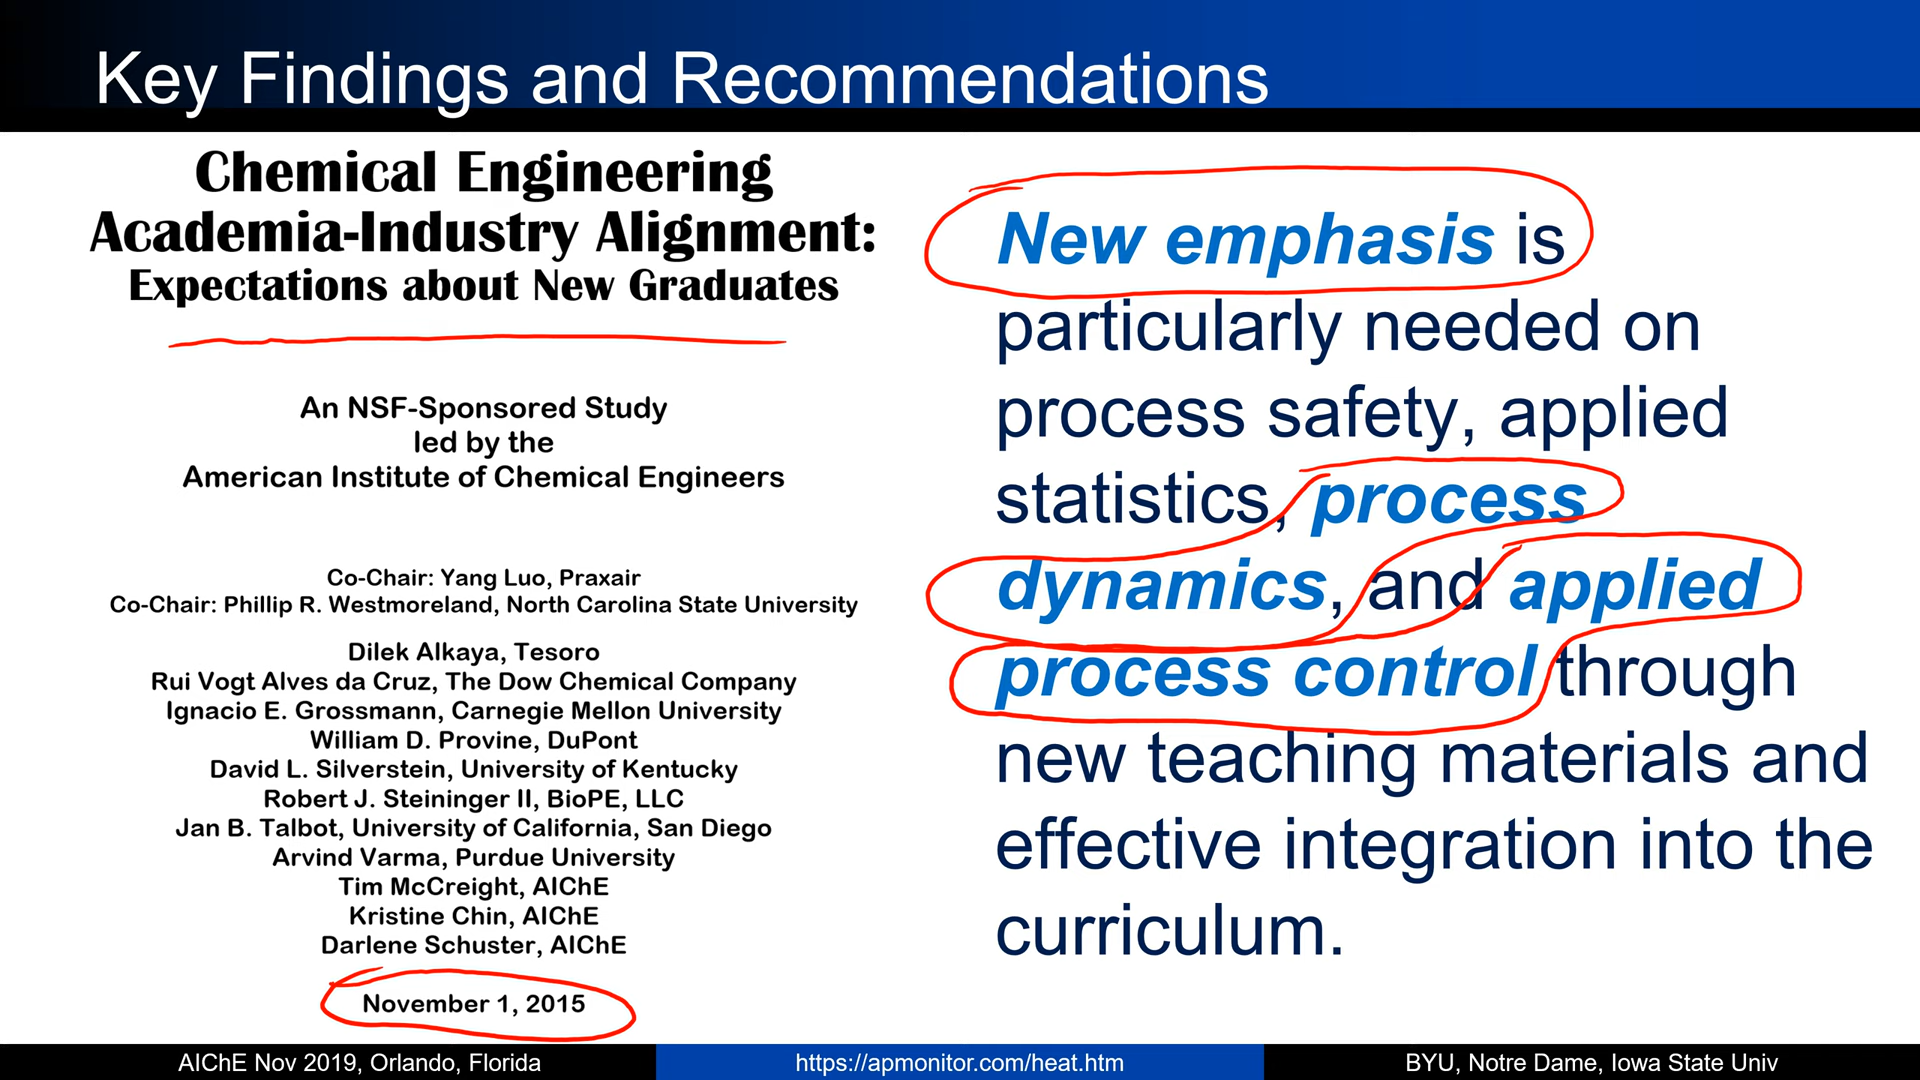 Key Findings and Recommendations
Chemical Engineering
Academia-Industry Alignment:
Expectations about New Graduates
An NSF-Sponsored Study
led by the
American Institute of Chemical Engineers
Co-Chair: Yang Luo, Praxair
Co-Chair: Phillip R. Westmoreland, North Carolina State University
Dilek Alkaya, Tesoro
Rui Vogt Alves da Cruz, The Dow Chemical Company
Ignacio E. Grossmann, Carnegie Mellon University
William D. Provine, DuPont
David L. Silverstein, University of Kentucky
Robert J. Steininger II, BioPE, LLC
Jan B. Talbot, University of California, San Diego
Arvind Varma, Purdue University
Tim McCreight, AIChE
Kristine Chin, AIChE
Darlene Schuster, AIChE
November 1, 2015
New emphasis is
particularly needed on
process safety, applied
statistics, process
dynamics, and applied
process control through
new teaching materials and
effective integration into the
curriculum.
AIChE Nov 2019, Orlando, Florida
https://apmonitor.com/heat.htm
BYU, Notre Dame, Iowa State Univ